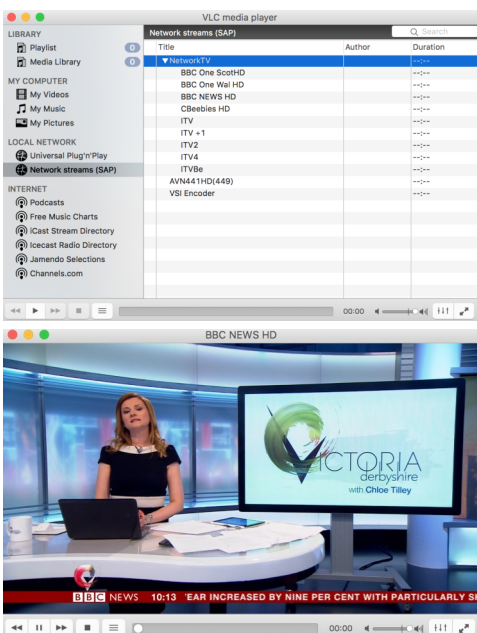 VLC media player
LIBRARY
Playlist 0
Media Library 0
MY COMPUTER
My Videos
My Music
My Pictures
LOCAL NETWORK
Universal Plug'n'Play
Network streams (SAP)
INTERNET
Podcasts
Free Music Charts
iCast Stream Directory
Icecast Radio Directory
Jamendo Selections
Channels.com
Network streams (SAP) Search
Title Author Duration
NetworkTV --:--
BBC One ScotHD --:--
BBC One Wal HD --:--
BBC NEWS HD --:--
CBeebies HD --:--
ITV --:--
ITV +1 --:--
ITV2 --:--
ITV4 --:--
ITVBe --:--
AVN441HD(449) --:--
VSI Encoder --:--
00:00
BBC NEWS HD
VICTORIA
derbyshire
with Chloe Tilley
BBC NEWS 10:13 'EAR INCREASED BY NINE PER CENT WITH PARTICULARLY
00:00